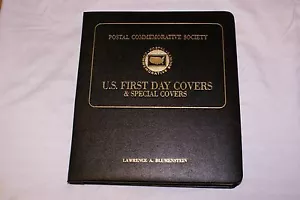 POSTAL COMMEMORATIVE SOCIETY
U.S. FIRST DAY COVERS
& SPECIAL COVERS
LAWRENCE A. BLUMENSTEIN